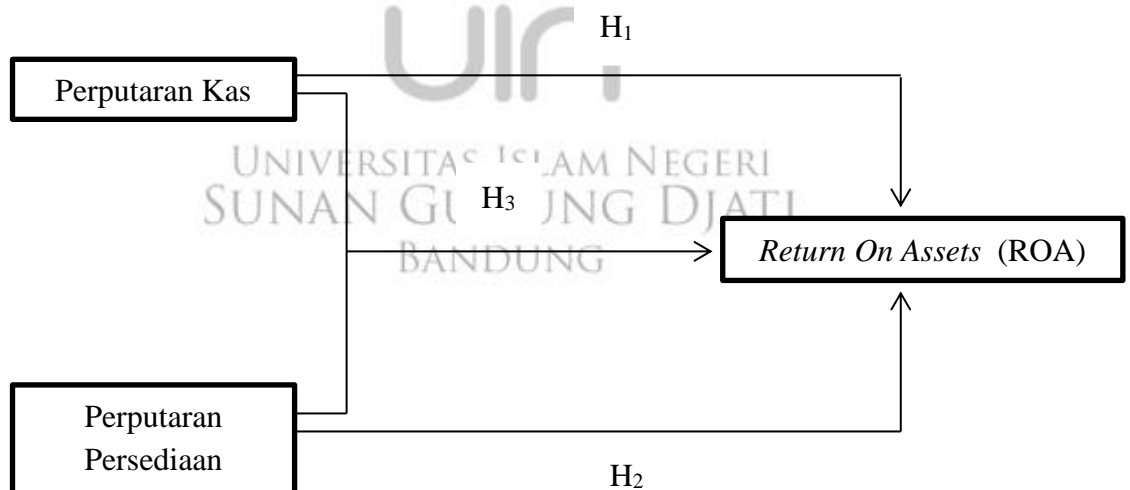 H₁
Perputaran Kas
UNIVERSITAS ISLAM NEGERI
H₃
SUNAN GUNUNG DJATI
Return On Assets (ROA)
BANDUNG
Perputaran
Persediaan
H₂